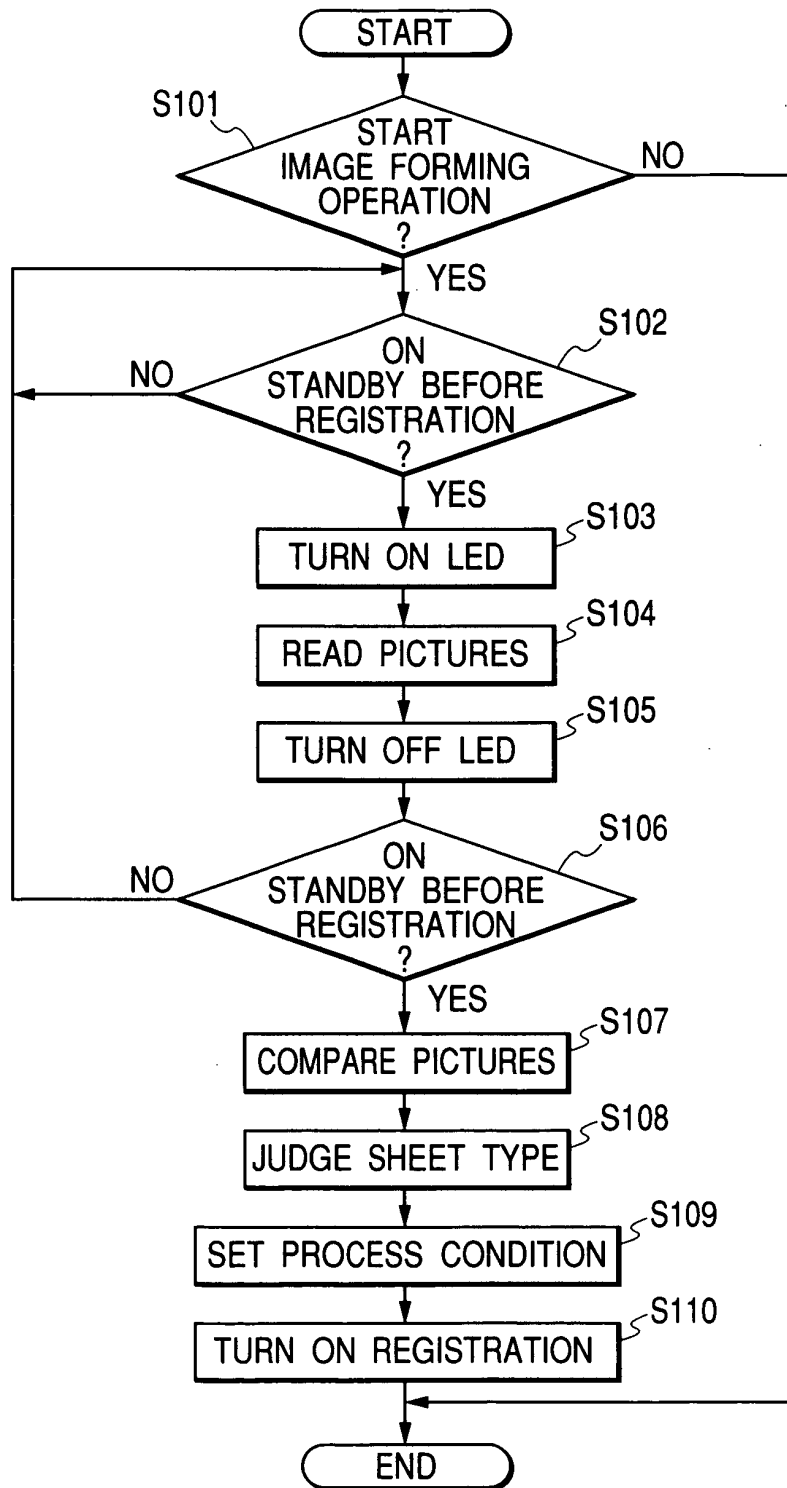 START
S101
START
IMAGE FORMING
OPERATION
?
NO
YES
S102
ON
STANDBY BEFORE
REGISTRATION
?
NO
YES
S103
TURN ON LED
S104
READ PICTURES
S105
TURN OFF LED
S106
ON
STANDBY BEFORE
REGISTRATION
?
NO
YES
S107
COMPARE PICTURES
S108
JUDGE SHEET TYPE
S109
SET PROCESS CONDITION
S110
TURN ON REGISTRATION
END